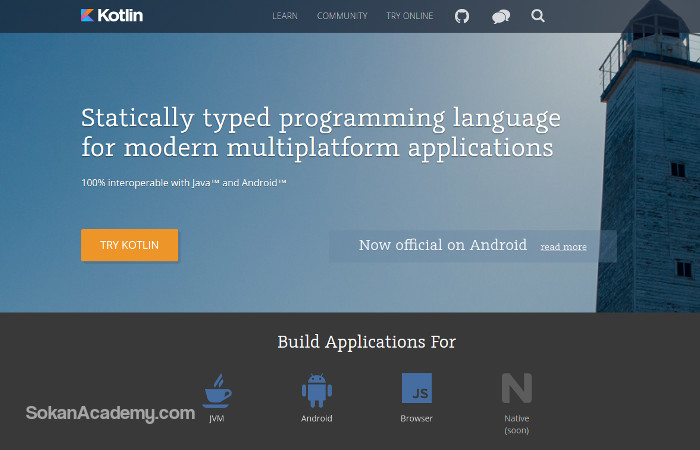 Kotlin
LEARN COMMUNITY TRY ONLINE
Statically typed programming language
for modern multiplatform applications
100% interoperable with Java™ and Android™
TRY KOTLIN
Now official on Android read more
Build Applications For
JS
SokanAcademy.com
JVM
Android
Browser
Native
(soon)